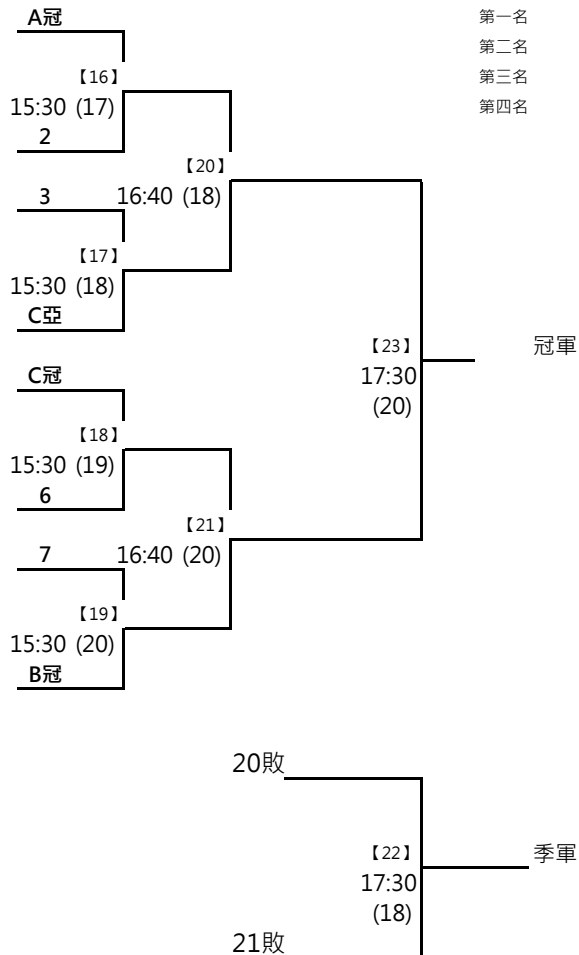 A冠
第一名
第二名
【16】
第三名
15:30 (17)
第四名
2
【20】
3
16:40 (18)
【17】
15:30 (18)
C亞
【23】
冠軍
C冠
17:30
(20)
【18】
15:30 (19)
6
【21】
7
16:40 (20)
【19】
15:30 (20)
B冠
20敗
【22】
季軍
17:30
(18)
21敗